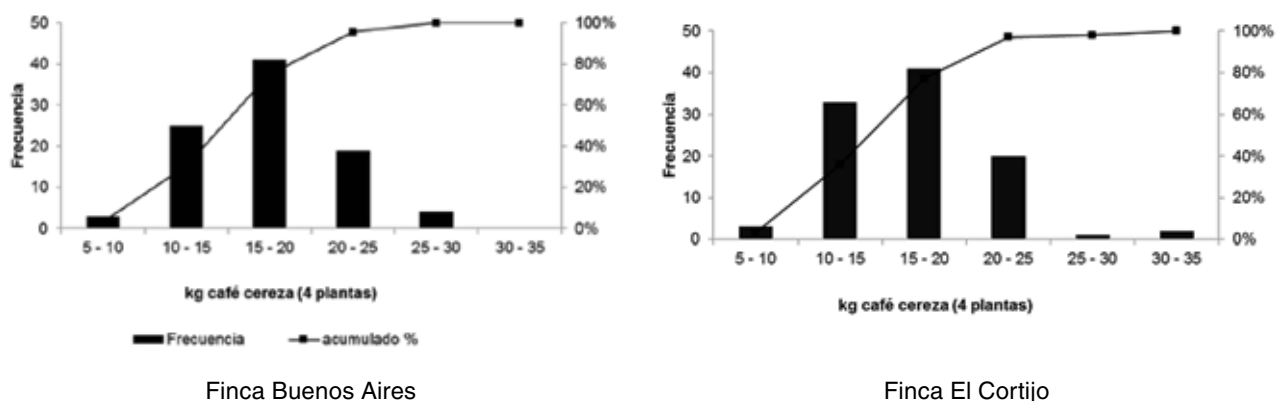 50
40
30
20
10
0
Frecuencia
100%
80%
60%
40%
20%
0%
5 - 10 10 - 15 15 - 20 20 - 25 25 - 30 30 - 35
kg café cereza (4 plantas)
Frecuencia acumulado %
Finca Buenos Aires
50
40
30
20
10
0
Frecuencia
100%
80%
60%
40%
20%
0%
5 - 10 10 - 15 15 - 20 20 - 25 25 - 30 30 - 35
kg café cereza (4 plantas)
Finca El Cortijo